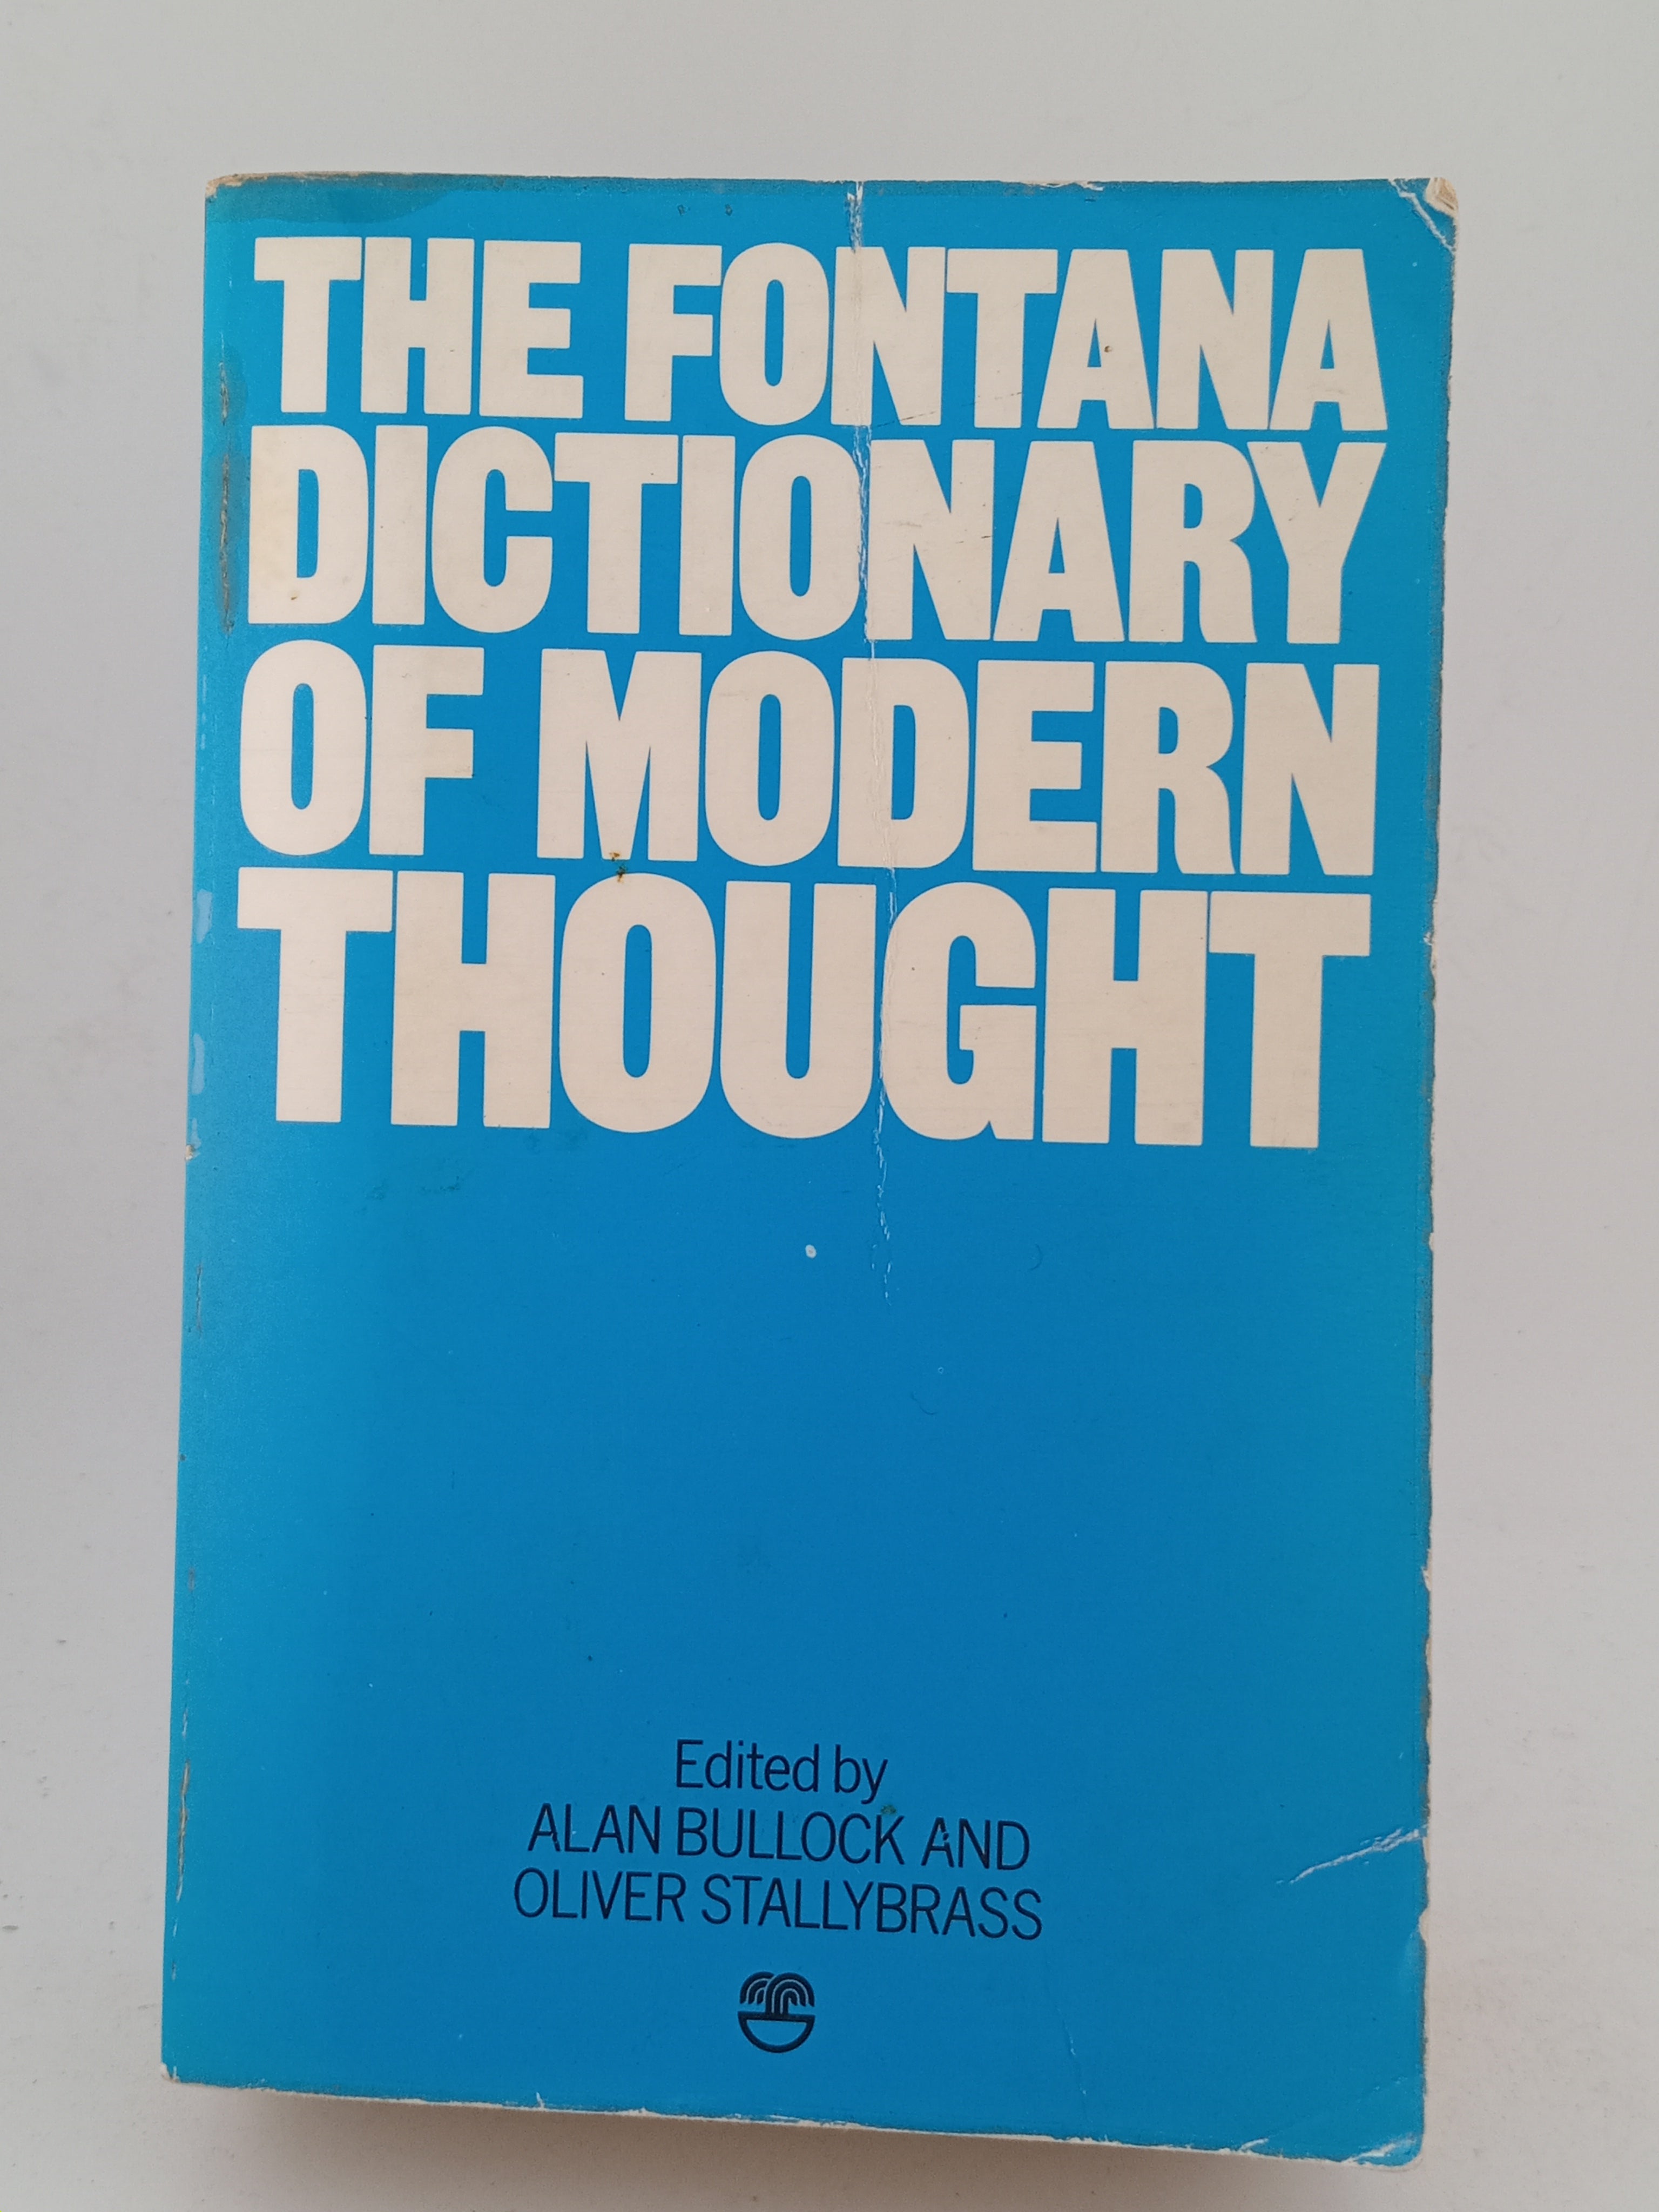 THE FONTANA
DICTIONARY
OF MODERN
THOUGHT
Edited by
ALAN BULLOCK AND
OLIVER STALLYBRASS